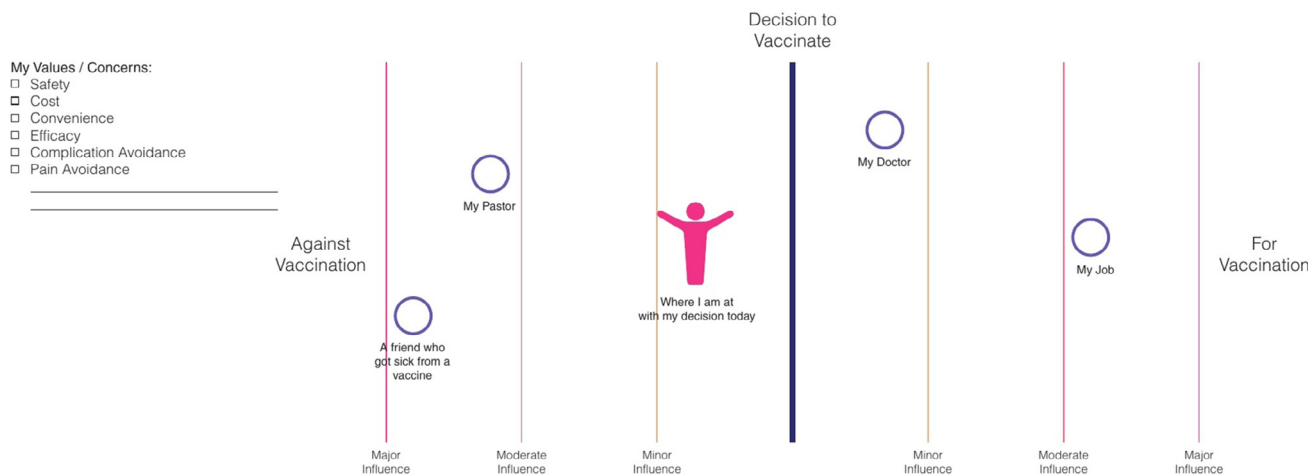 Decision to
Vaccinate
My Values / Concerns:
Safety
Cost
Convenience
Efficacy
Complication Avoidance
Pain Avoidance
My Doctor
My Pastor
Against
Vaccination
For
Vaccination
My Job
Where I am at
with my decision today
A friend who
got sick from a
vaccine
Major
Influence
Moderate
Influence
Minor
Influence
Minor
Influence
Moderate
Influence
Major
Influence